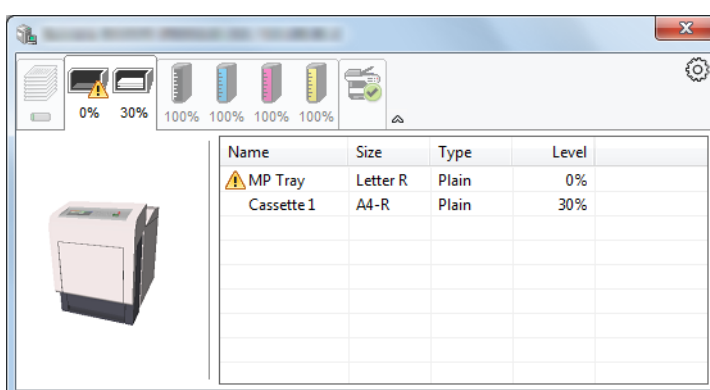 0% 30% 100% 100% 100% 100%
Name Size Type Level
MP Tray Letter R Plain 0%
Cassette 1 A4-R Plain 30%